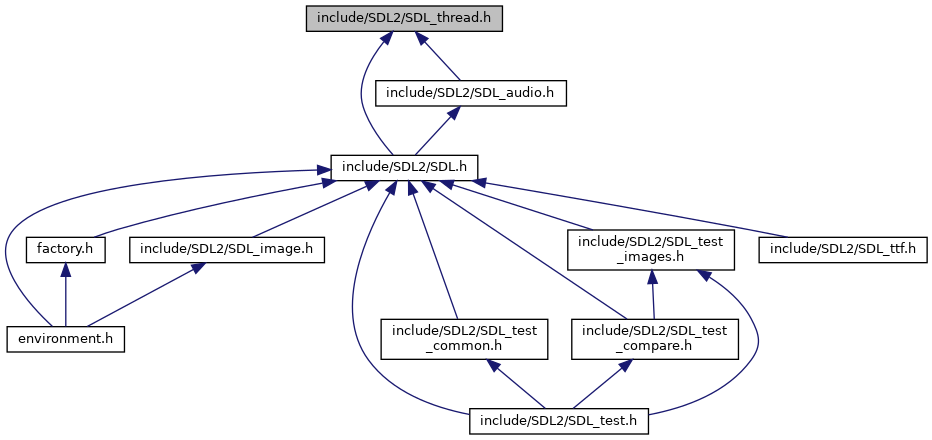 include/SDL2/SDL_thread.h
include/SDL2/SDL_audio.h
include/SDL2/SDL.h
factory.h
include/SDL2/SDL_image.h
include/SDL2/SDL_test
_images.h
include/SDL2/SDL_ttf.h
environment.h
include/SDL2/SDL_test
_common.h
include/SDL2/SDL_test
_compare.h
include/SDL2/SDL_test.h